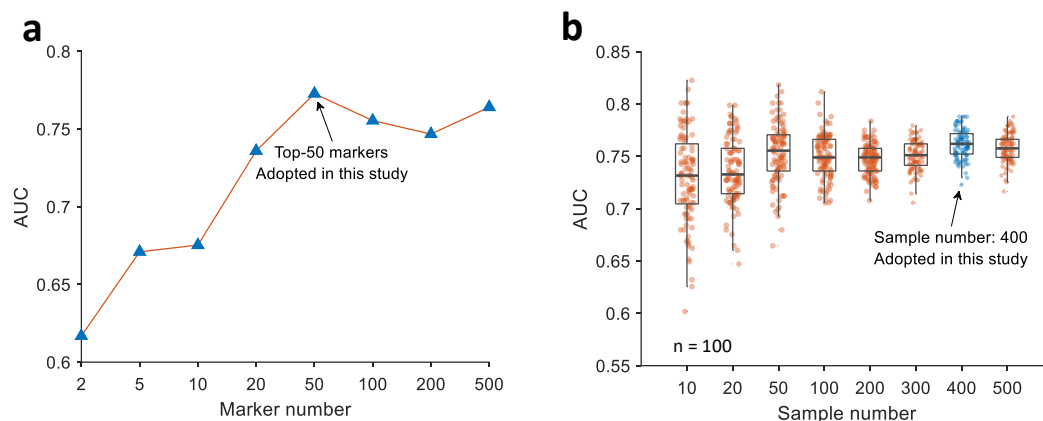 a
0.8
0.75
0.7
0.65
0.6
AUC
Top-50 markers
Adopted in this study
2 5 10 20 50 100 200 500
Marker number
b
0.85
0.8
0.75
0.7
0.65
0.6
0.55
AUC
Sample number: 400
Adopted in this study
n = 100
10 20 50 100 200 300 400 500
Sample number